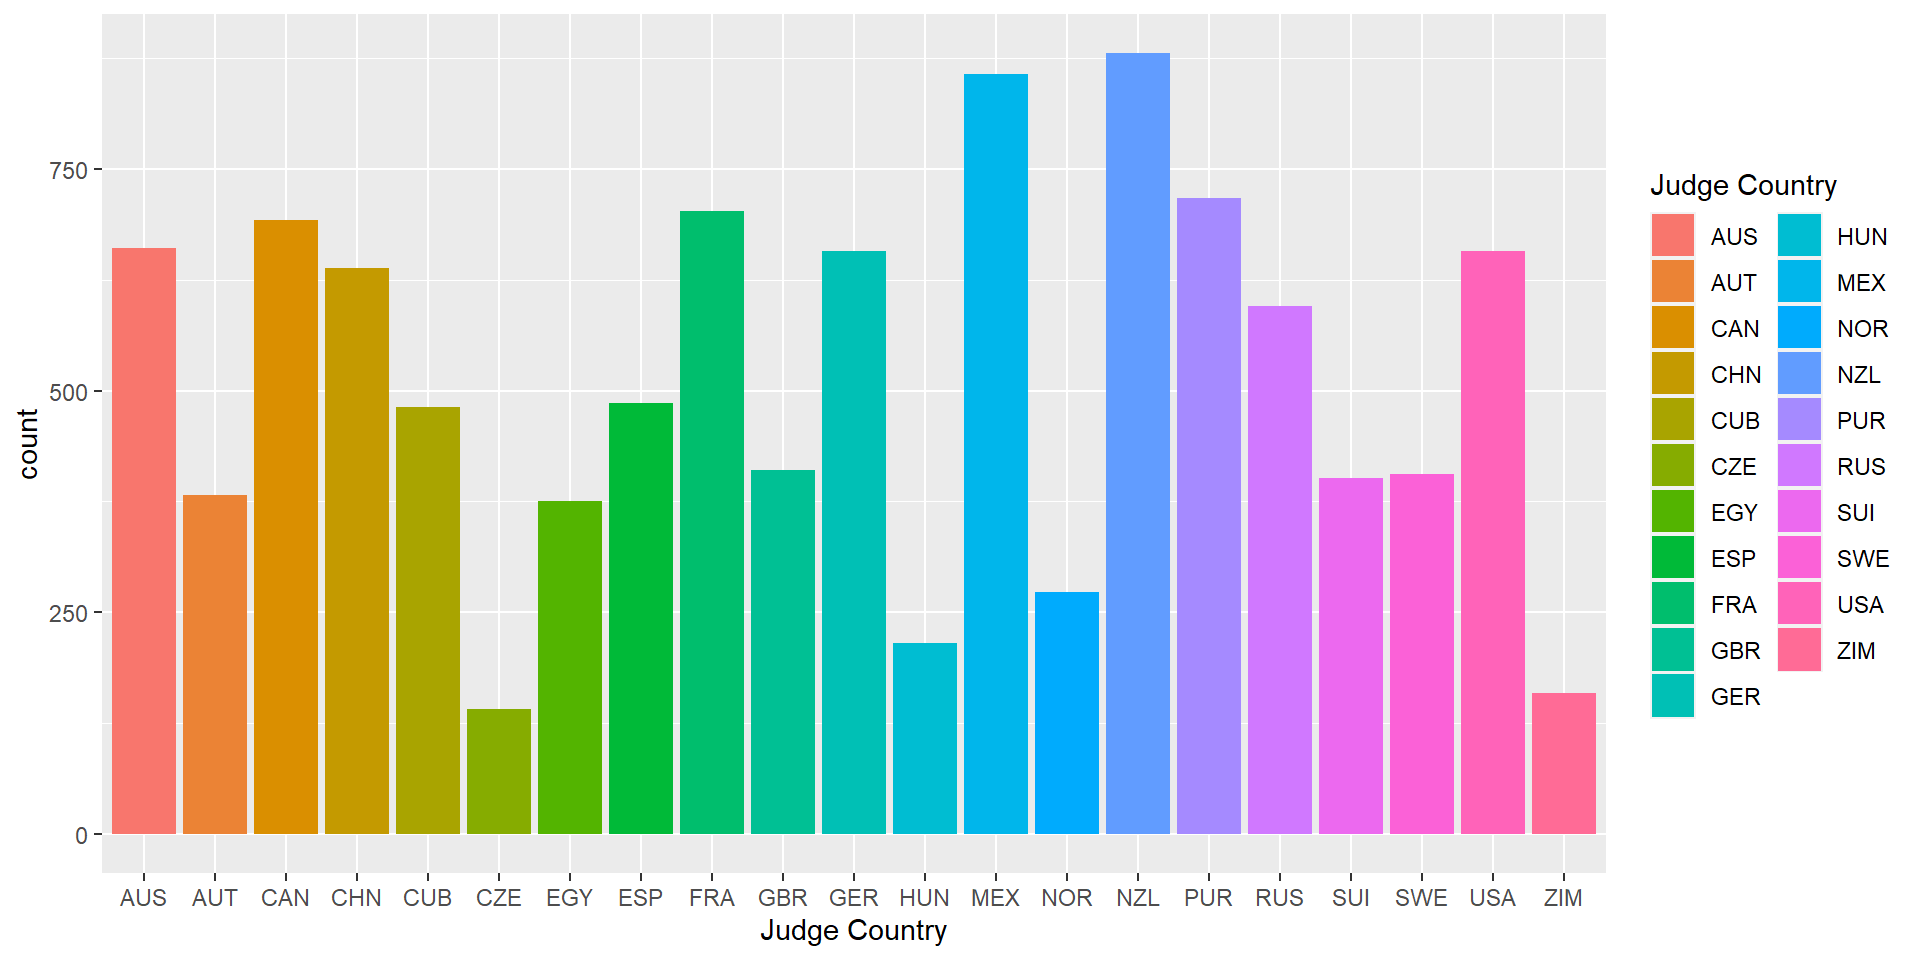 count
750
500
250
0
AUS AUT CAN CHN CUB CZE EGY ESP FRA GBR GER HUN MEX NOR NZL PUR RUS SUI SWE USA ZIM
Judge Country
Judge Country
AUS HUN
AUT MEX
CAN NOR
CHN NZL
CUB PUR
CZE RUS
EGY SUI
ESP SWE
FRA USA
GBR ZIM
GER